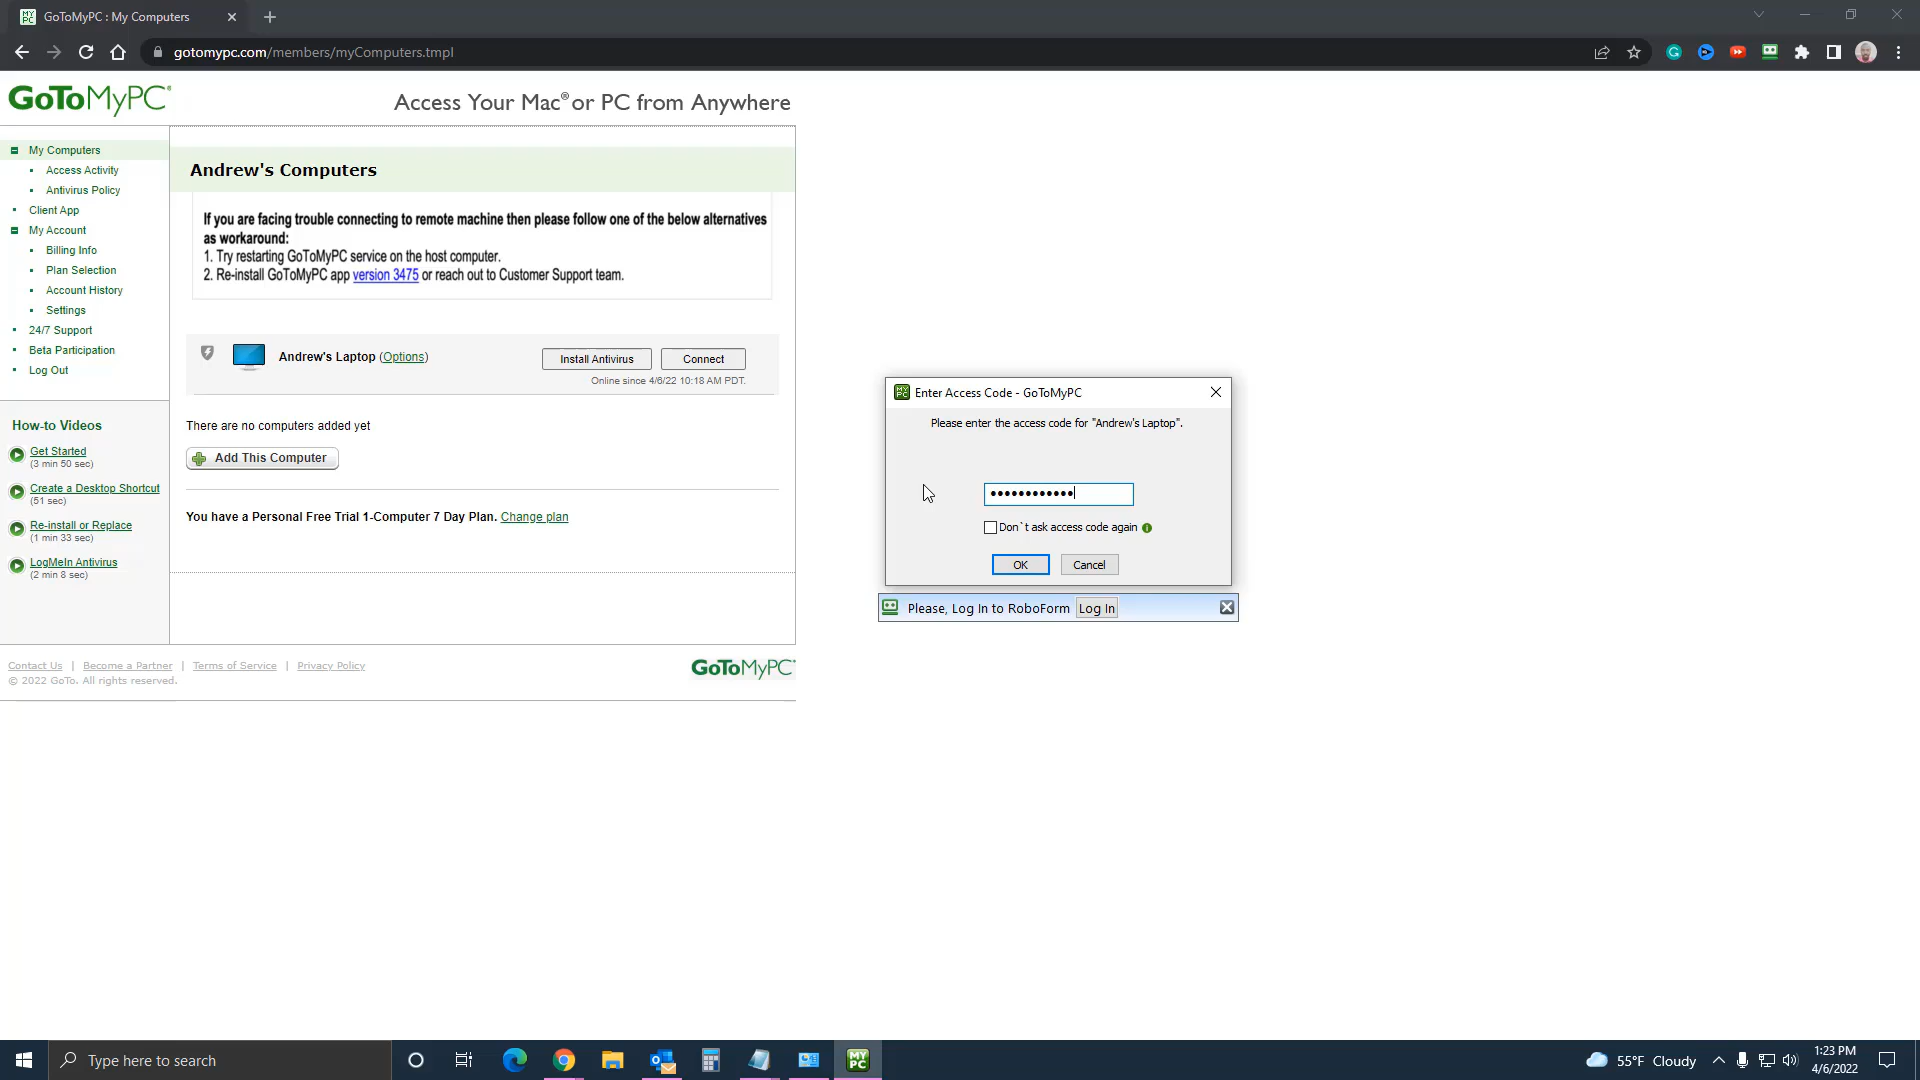 GoToMyPC : My Computers
gotomypc.com/members/myComputers.tmpl
GoToMyPC®
Access Your Mac® or PC from Anywhere
My Computers
Access Activity
Antivirus Policy
Client App
My Account
Billing Info
Plan Selection
Account History
Settings
24/7 Support
Beta Participation
Log Out
How-to Videos
Get Started
(3 min 50 sec)
Create a Desktop Shortcut
(51 sec)
Re-install or Replace
(1 min 33 sec)
LogMeIn Antivirus
(2 min 8 sec)
Andrew's Computers
If you are facing trouble connecting to remote machine then please follow one of the below alternatives
as workaround:
1. Try restarting GoToMyPC service on the host computer.
2. Re-install GoToMyPC app version 3475 or reach out to Customer Support team.
Andrew's Laptop (Options)
Install Antivirus
Connect
Online since 4/6/22 10:18 AM PDT.
There are no computers added yet
Add This Computer
You have a Personal Free Trial 1-Computer 7 Day Plan. Change plan
Contact Us | Become a Partner | Terms of Service | Privacy Policy
© 2022 GoTo. All rights reserved.
GoToMyPC®
MY PC
Enter Access Code - GoToMyPC
Please enter the access code for "Andrew's Laptop".
••••••••••••
Don`t ask access code again
OK
Cancel
Please, Log In to RoboForm
Log In
Type here to search
MY PC
55°F Cloudy
1:23 PM
4/6/2022